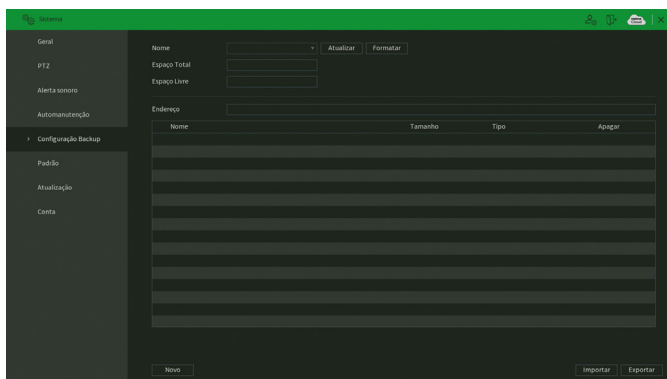 Sistema
Geral
PTZ
Alerta sonoro
Automanutenção
Configuração Backup
Padrão
Atualização
Conta
Nome Atualizar Formatar
Espaço Total
Espaço Livre
Endereço
Nome Tamanho Tipo Apagar
Novo Importar Exportar